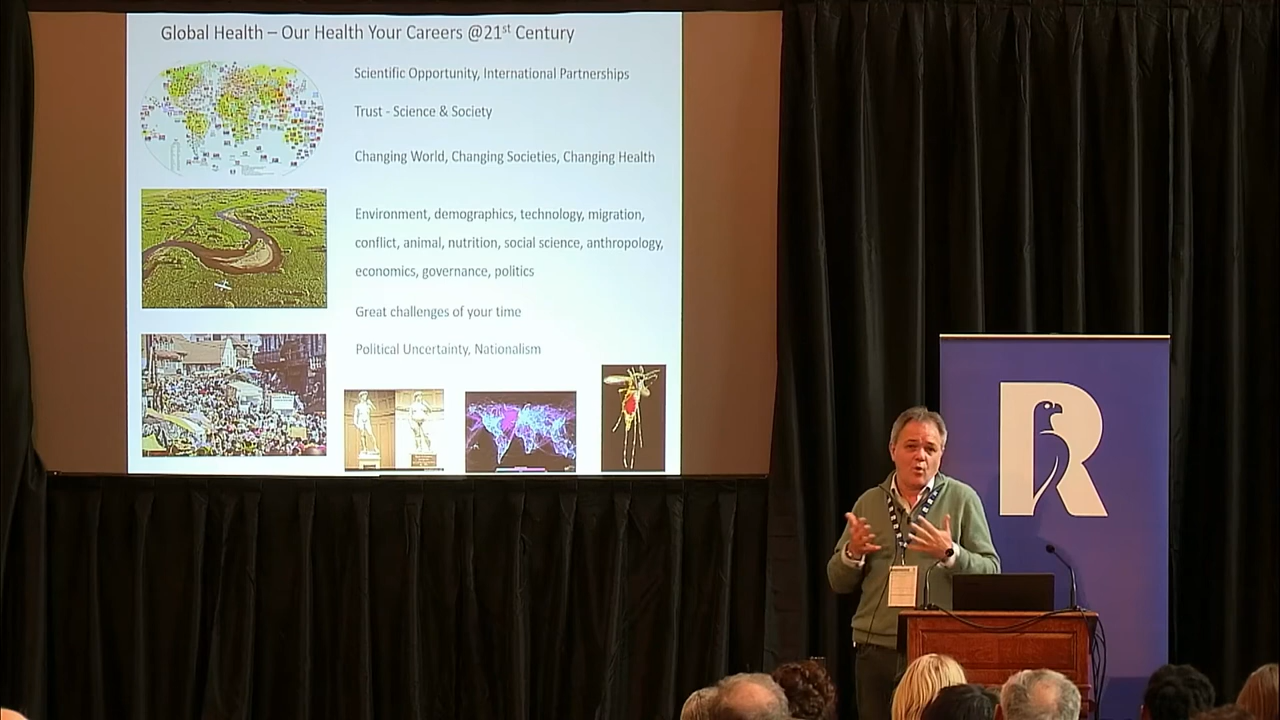 Global Health – Our Health Your Careers @21st Century
Scientific Opportunity, International Partnerships
Trust - Science & Society
Changing World, Changing Societies, Changing Health
Environment, demographics, technology, migration,
conflict, animal, nutrition, social science, anthropology,
economics, governance, politics
Great challenges of your time
Political Uncertainty, Nationalism
R